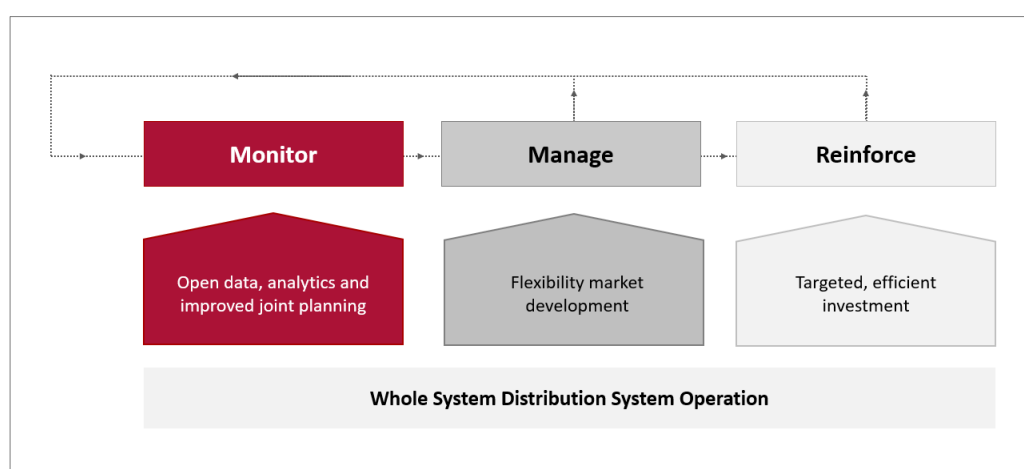 Monitor
Manage
Reinforce
Open data, analytics and
improved joint planning
Flexibility market
development
Targeted, efficient
investment
Whole System Distribution System Operation